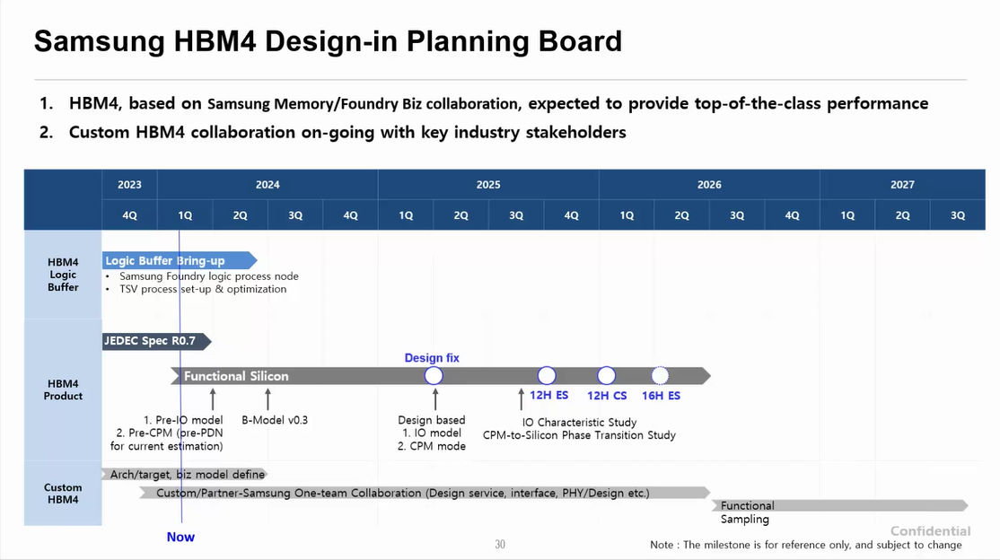 Samsung HBM4 Design-in Planning Board
1. HBM4, based on Samsung Memory/Foundry Biz collaboration, expected to provide top-of-the-class performance
2. Custom HBM4 collaboration on-going with key industry stakeholders
2023 2024 2025 2026 2027
4Q 1Q 2Q 3Q 4Q 1Q 2Q 3Q 4Q 1Q 2Q 3Q 4Q 1Q 2Q 3Q
HBM4
Logic
Buffer
Logic Buffer Bring-up
• Samsung Foundry logic process node
• TSV process set-up & optimization
HBM4
Product
JEDEC Spec R0.7
Functional Silicon
Design fix
12H ES
12H CS
16H ES
1. Pre-IO model
2. Pre-CPM (pre-PDN
for current estimation)
B-Model v0.3
Design based
1. IO model
2. CPM mode
IO Characteristic Study
CPM-to-Silicon Phase Transition Study
Custom
HBM4
Arch/target, biz model define
Custom/Partner-Samsung One-team Collaboration (Design service, interface, PHY/Design etc.)
Functional
Sampling
Now
30
Confidential
Note : The milestone is for reference only, and subject to change